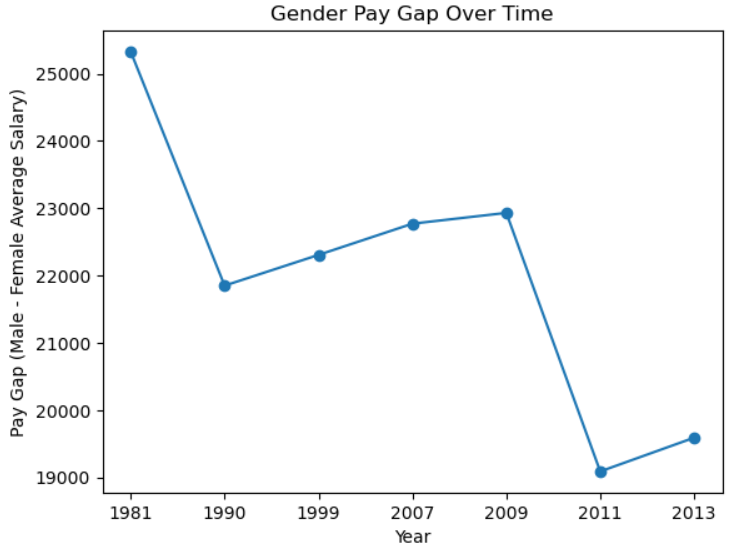 Gender Pay Gap Over Time
Pay Gap (Male - Female Average Salary)
25000
24000
23000
22000
21000
20000
19000
1981 1990 1999 2007 2009 2011 2013
Year